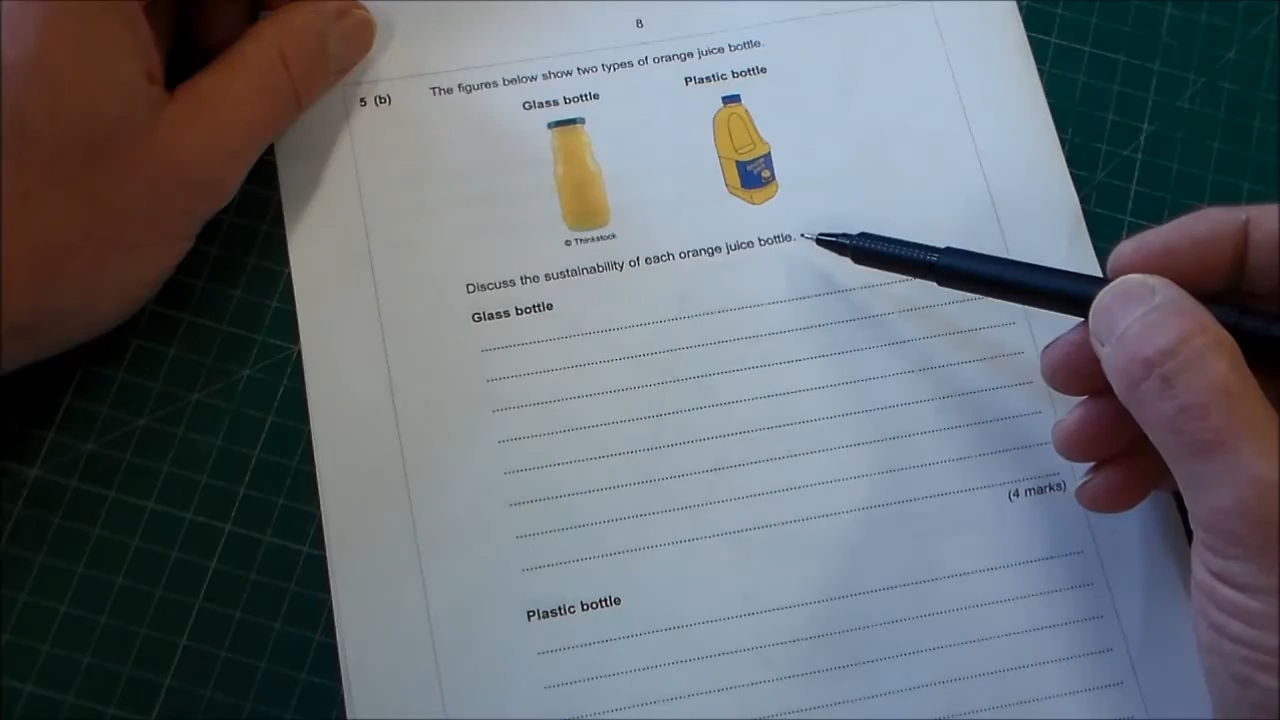 8
5 (b) The figures below show two types of orange juice bottle.
Glass bottle Plastic bottle
© Thinkstock
Discuss the sustainability of each orange juice bottle.
Glass bottle
(4 marks)
Plastic bottle